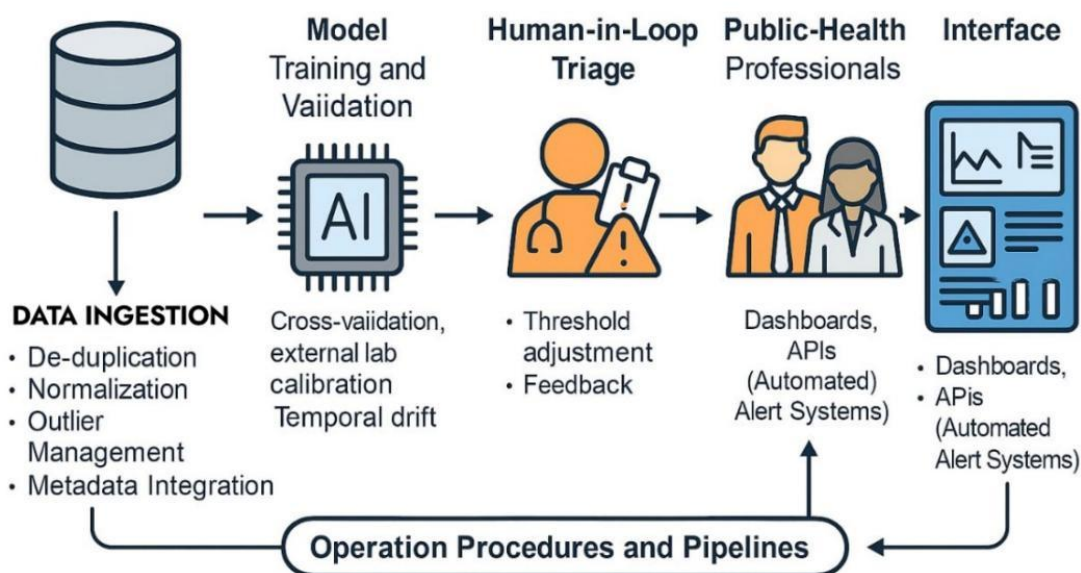 Model
Training and
Vaiidation
Human-in-Loop
Triage
Public-Health
Professionals
Interface
AI
DATA INGESTION
• De-duplication
• Normalization
• Outlier
Management
• Metadata Integration
Cross-vaiidation,
external lab
calibration
Temporal drift
• Threshold
adjustment
• Feedback
Dashboards,
APIs
(Automated)
Alert Systems)
• Dashboards,
• APis
(Automated
Alert Systems)
Operation Procedures and Pipelines